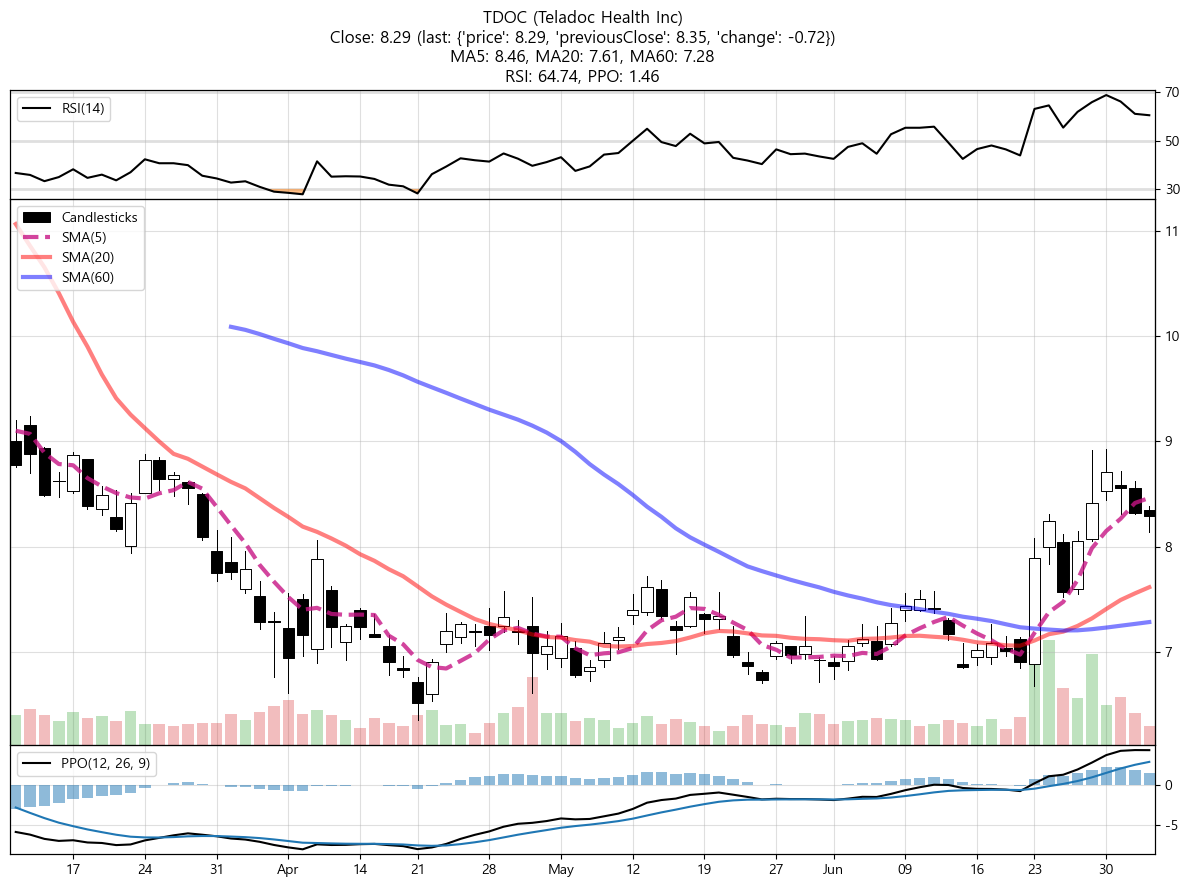 TDOC (Teladoc Health Inc)
Close: 8.29 (last: {'price': 8.29, 'previousClose': 8.35, 'change': -0.72})
MA5: 8.46, MA20: 7.61, MA60: 7.28
RSI: 64.74, PPO: 1.46
RSI(14)
70
50
30
Candlesticks
SMA(5)
SMA(20)
SMA(60)
11
10
9
8
7
PPO(12, 26, 9)
0
-5
17 24 31 Apr 14 21 28 May 12 19 27 Jun 09 16 23 30